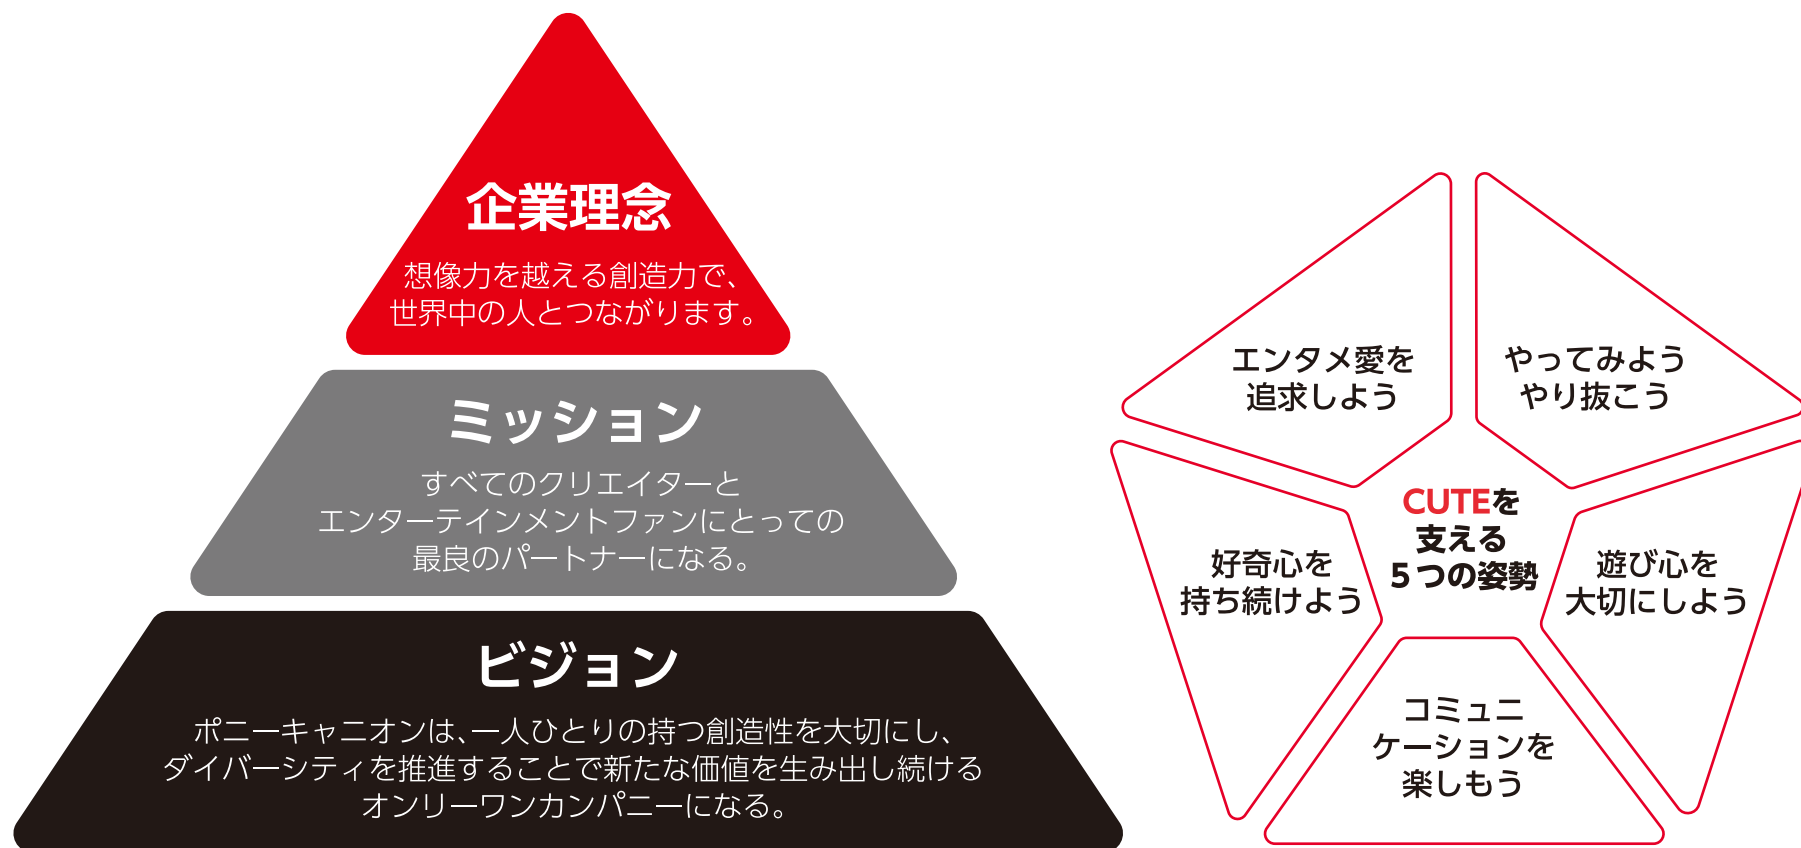 企業理念
想像力を越える創造力で、
世界中の人とつながります。
ミッション
すべてのクリエイターと
エンターテインメントファンにとっての
最良のパートナーになる。
ビジョン
ポニーキャニオンは、一人ひとりの持つ創造性を大切にし、
ダイバーシティを推進することで新たな価値を生み出し続ける
オンリーワンカンパニーになる。
エンタメ愛を
追求しよう
やってみよう
やり抜こう
CUTEを
支える
5つの姿勢
好奇心を
持ち続けよう
遊び心を
大切にしよう
コミュニ
ケーションを
楽しもう